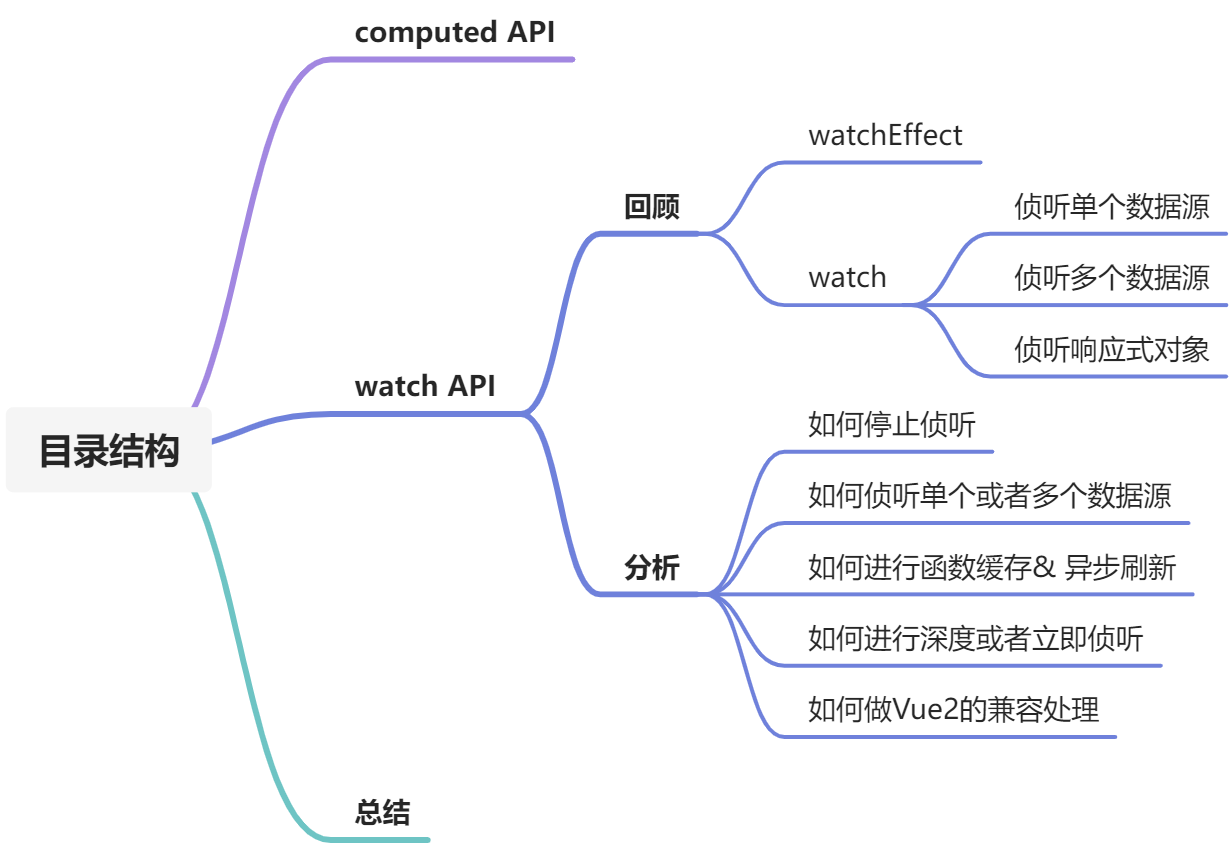 computed API
watchEffect
回顾
侦听单个数据源
watch
侦听多个数据源
侦听响应式对象
watch API
目录结构
如何停止侦听
如何侦听单个或者多个数据源
分析
如何进行函数缓存& 异步刷新
如何进行深度或者立即侦听
如何做Vue2的兼容处理
总结